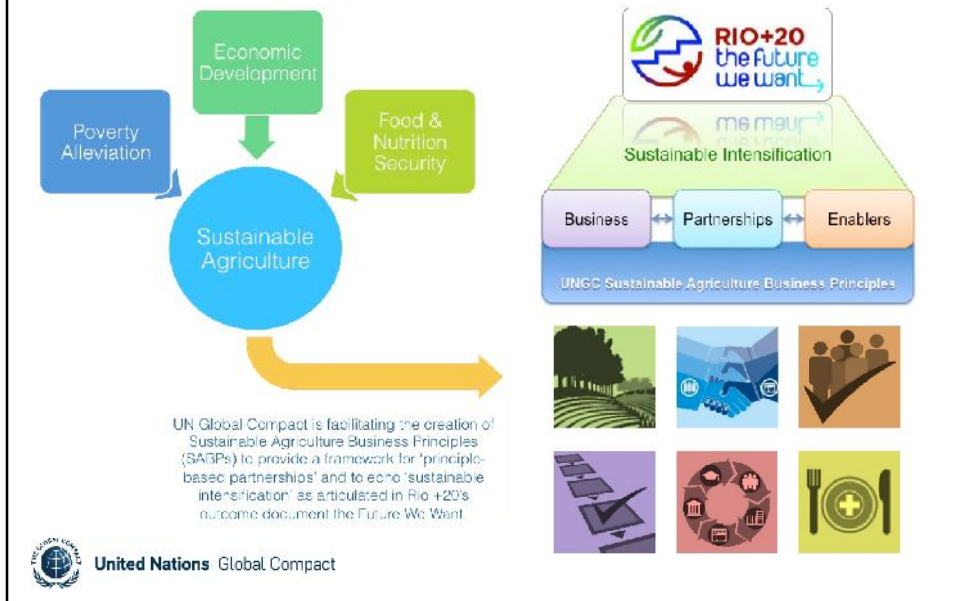 Economic
Development
Poverty
Alleviation
Food &
Nutrition
Security
Sustainable
Agriculture
UN Global Compact is facilitating the creation of
Sustainable Agriculture Business Principles
(SABPs) to provide a framework for 'principle-
based partnerships' and to echo 'sustainable
intensification' as articulated in Rio +20's
outcome document the Future We Want.
THE GLOBAL COMPACT
United Nations Global Compact
RIO+20
the future
we want
Sustainable Intensification
Business
Partnerships
Enablers
UNGC Sustainable Agriculture Business Principles